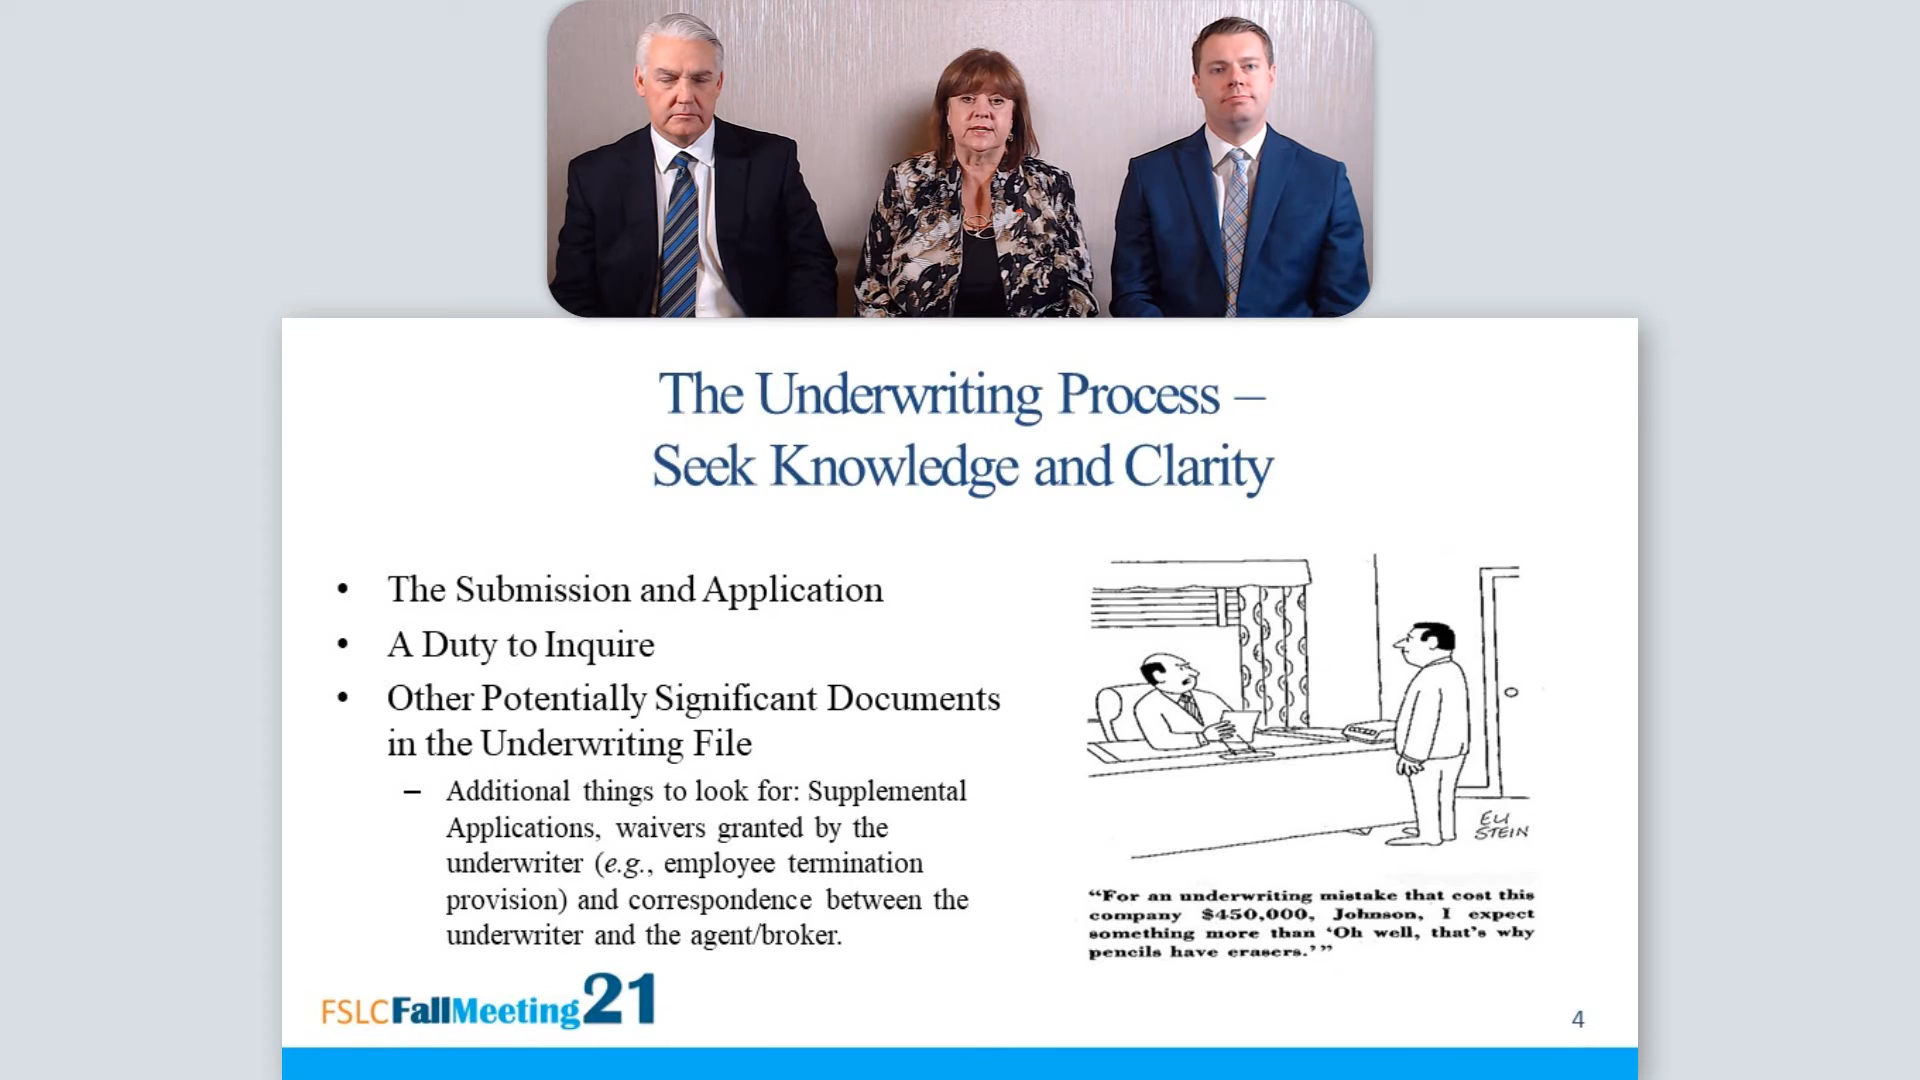 The Underwriting Process –
Seek Knowledge and Clarity
• The Submission and Application
• A Duty to Inquire
• Other Potentially Significant Documents
in the Underwriting File
– Additional things to look for: Supplemental
Applications, waivers granted by the
underwriter (e.g., employee termination
provision) and correspondence between the
underwriter and the agent/broker.
ELI
STEIN
“For an underwriting mistake that cost this
company $450,000, Johnson, I expect
something more than ‘Oh well, that’s why
pencils have erasers.’”
FSLCFallMeeting21
4